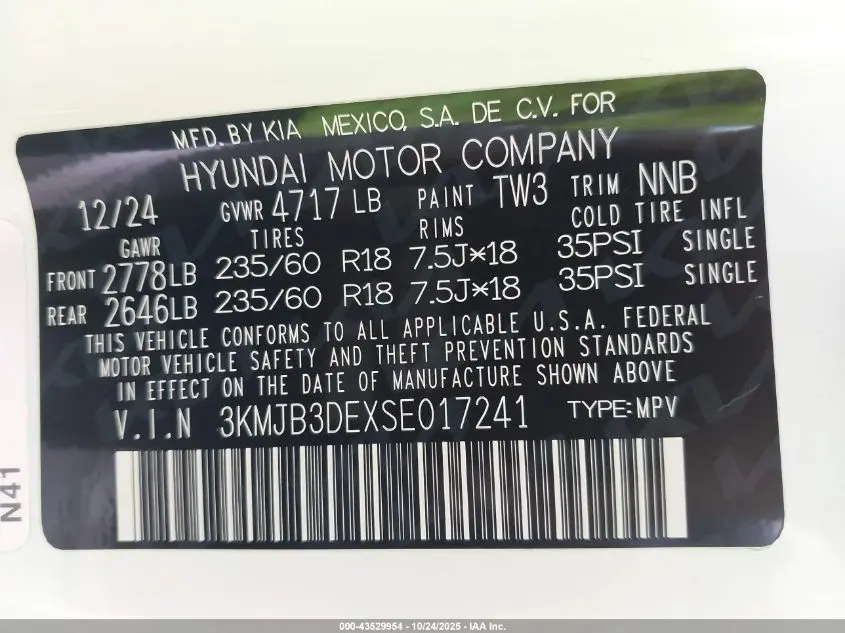 MFD. BY KIA MEXICO, S.A. DE C.V. FOR
HYUNDAI MOTOR COMPANY
12/24 GVWR 4717 LB PAINT TW3 TRIM NNB
GAWR TIRES RIMS COLD TIRE INFL
FRONT 2778LB 235/60 R18 7.5J×18 35PSI SINGLE
REAR 2646LB 235/60 R18 7.5J×18 35PSI SINGLE
THIS VEHICLE CONFORMS TO ALL APPLICABLE U.S.A. FEDERAL
MOTOR VEHICLE SAFETY AND THEFT PREVENTION STANDARDS
IN EFFECT ON THE DATE OF MANUFACTURE SHOWN ABOVE
V.I.N 3KMJB3DEXSE017241 TYPE:MPV
N41
000-43529954 - 10/24/2025 - IAA Inc.